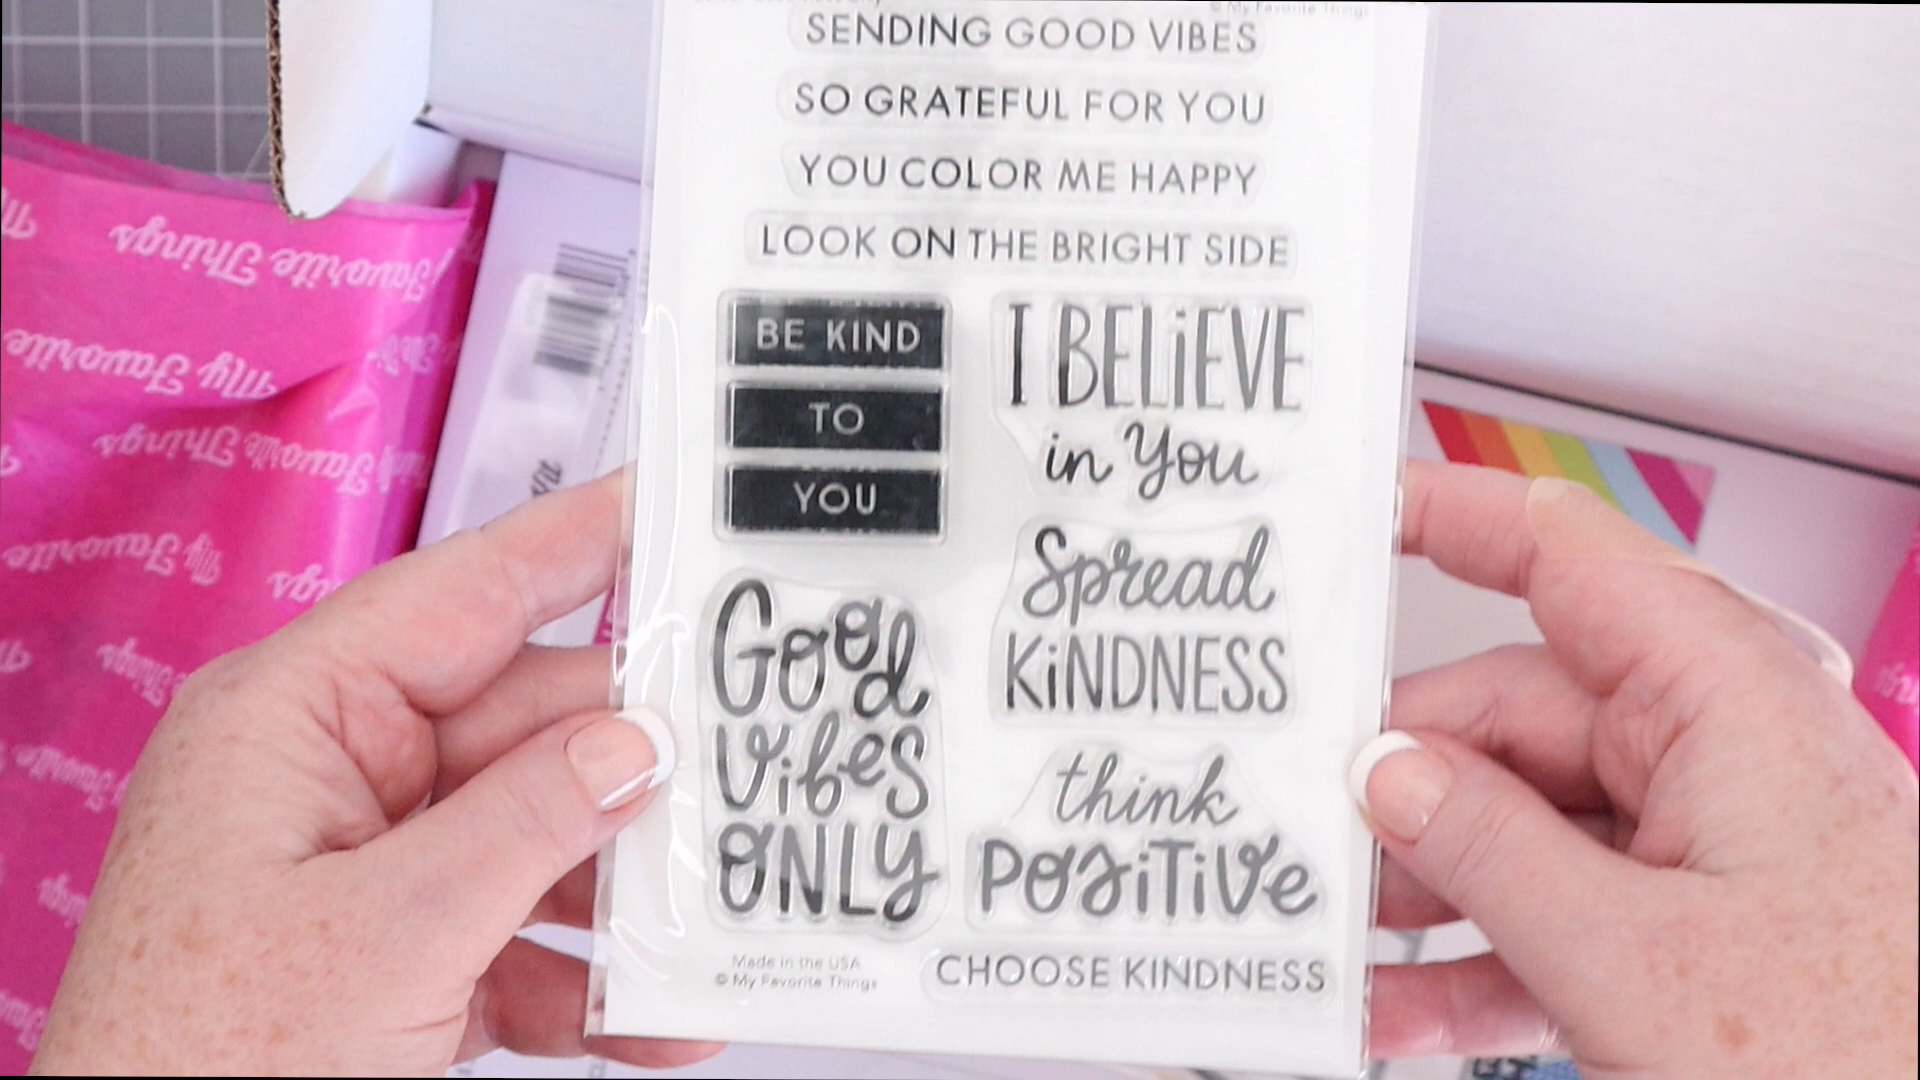 © My Favorite Things
SENDING GOOD VIBES
SO GRATEFUL FOR YOU
YOU COLOR ME HAPPY
LOOK ON THE BRIGHT SIDE
BE KIND
TO
YOU
I BELiEVE
in You
Spread
KiNDNESS
GOOD
ViBES
ONLY
think
POSiTiVe
Made in the USA
© My Favorite Things
CHOOSE KINDNESS
Favorite Things
My Favorite
Favorite Things
My Favorite